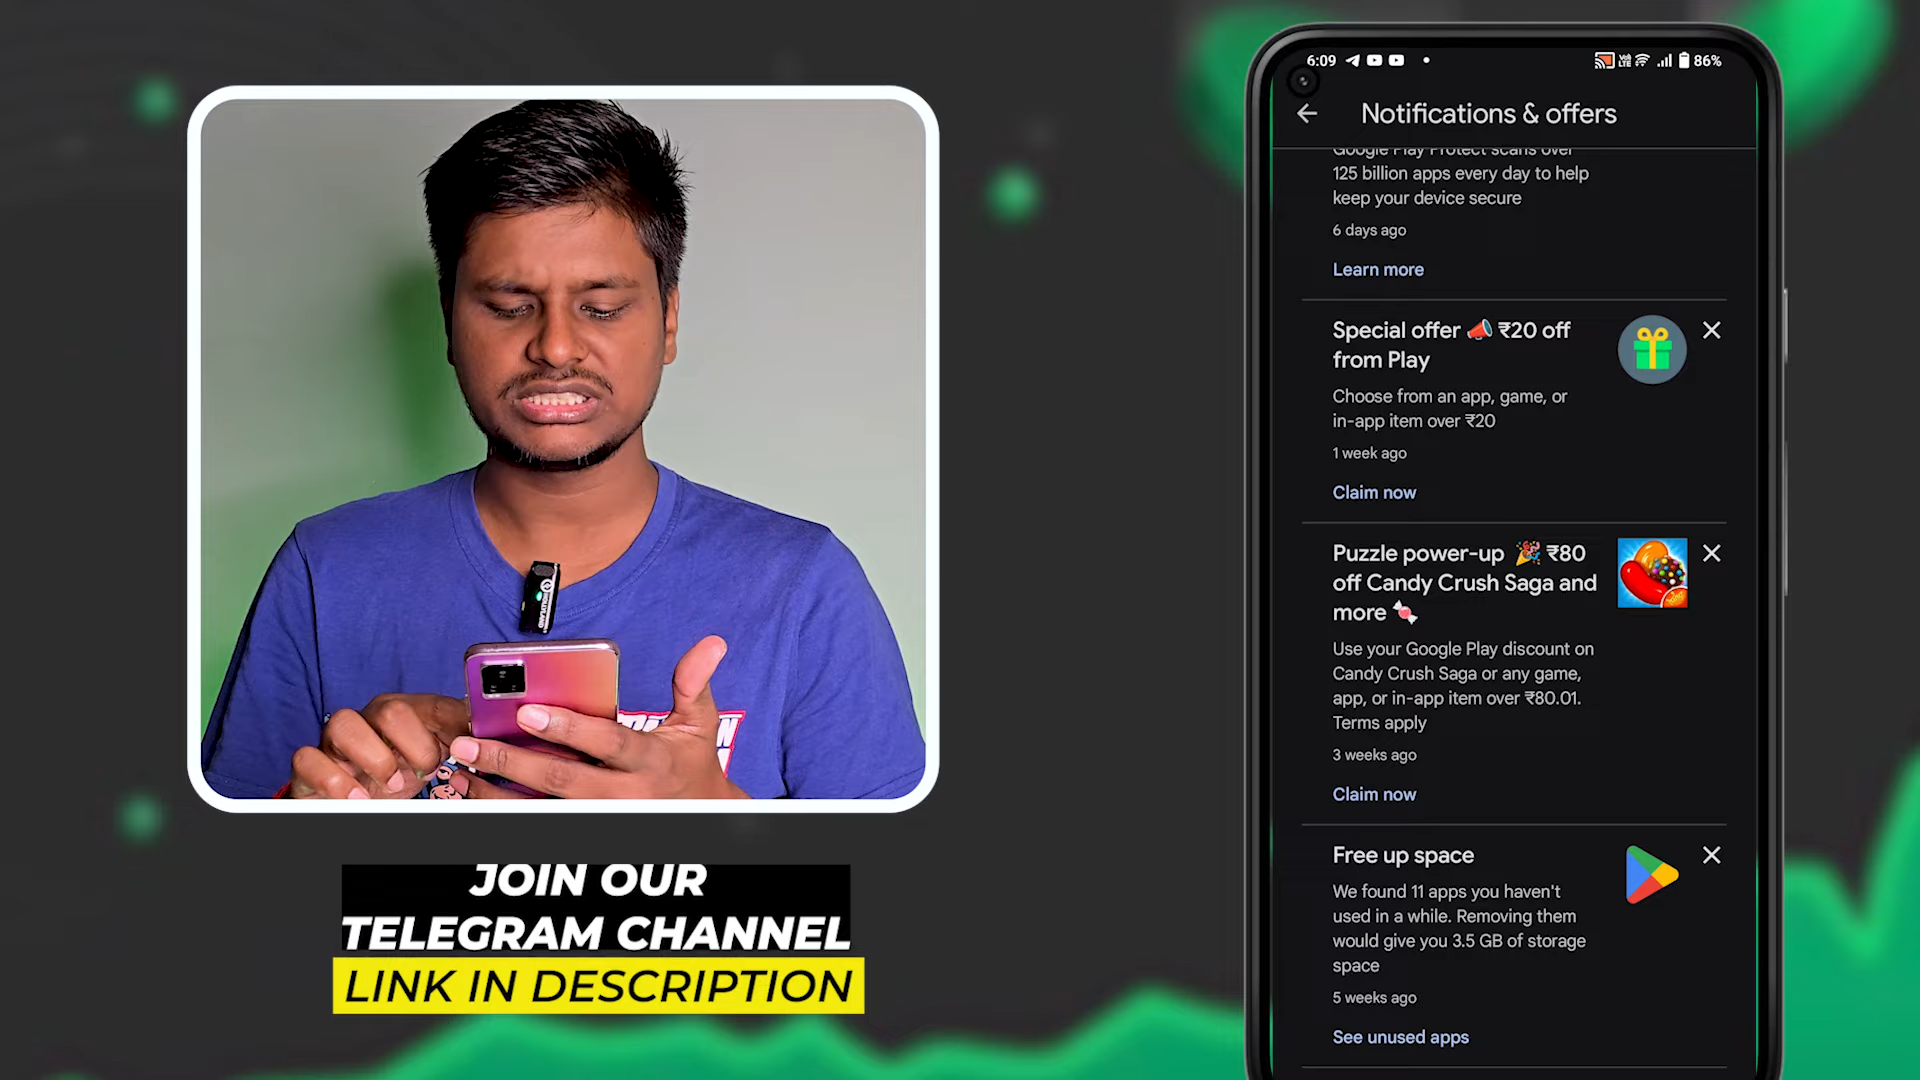 6:09
VoLTE
86%
Notifications & offers
Google Play Protect scans over
125 billion apps every day to help
keep your device secure
6 days ago
Learn more
Special offer 📣 ₹20 off
from Play
Choose from an app, game, or
in-app item over ₹20
1 week ago
Claim now
Puzzle power-up 🎉 ₹80
off Candy Crush Saga and
more 🍬
Use your Google Play discount on
Candy Crush Saga or any game,
app, or in-app item over ₹80.01.
Terms apply
3 weeks ago
Claim now
Free up space
We found 11 apps you haven't
used in a while. Removing them
would give you 3.5 GB of storage
space
5 weeks ago
See unused apps
JOIN OUR
TELEGRAM CHANNEL
LINK IN DESCRIPTION